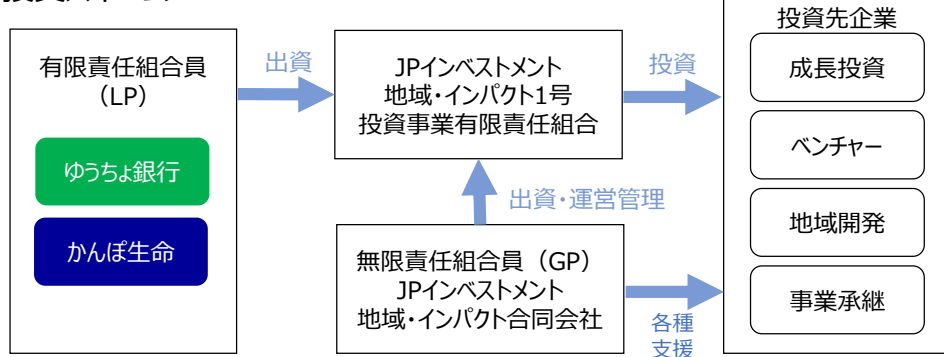 有限責任組合員
（LP）
ゆうちょ銀行
かんぽ生命
出資
JPインベストメント
地域・インパクト1号
投資事業有限責任組合
出資・運営管理
無限責任組合員（GP）
JPインベストメント
地域・インパクト合同会社
投資
各種
支援
投資先企業
成長投資
ベンチャー
地域開発
事業承継